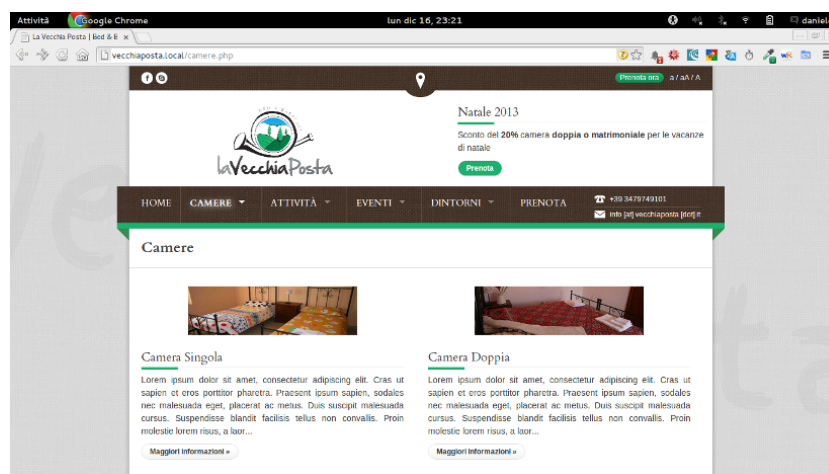 Attività Google Chrome lun dic 16, 23:21 daniel
La Vecchia Posta | Bed & B x
vecchiaposta.local/camere.php
Prenota ora a / aA / A
Natale 2013
Sconto del 20% camera doppia o matrimoniale per le vacanze
di natale
Prenota
laVecchiaPosta
HOME CAMERE ATTIVITÀ EVENTI DINTORNI PRENOTA
+39 3479749101
info [at] vecchiaposta [dot] it
Camere
Camera Singola
Lorem ipsum dolor sit amet, consectetur adipiscing elit. Cras ut
sapien et eros porttitor pharetra. Praesent ipsum sapien, sodales
nec malesuada eget, placerat ac metus. Duis suscipit malesuada
cursus. Suspendisse blandit facilisis tellus non convallis. Proin
molestie lorem risus, a laor...
Maggiori informazioni »
Camera Doppia
Lorem ipsum dolor sit amet, consectetur adipiscing elit. Cras ut
sapien et eros porttitor pharetra. Praesent ipsum sapien, sodales
nec malesuada eget, placerat ac metus. Duis suscipit malesuada
cursus. Suspendisse blandit facilisis tellus non convallis. Proin
molestie lorem risus, a laor...
Maggiori informazioni »